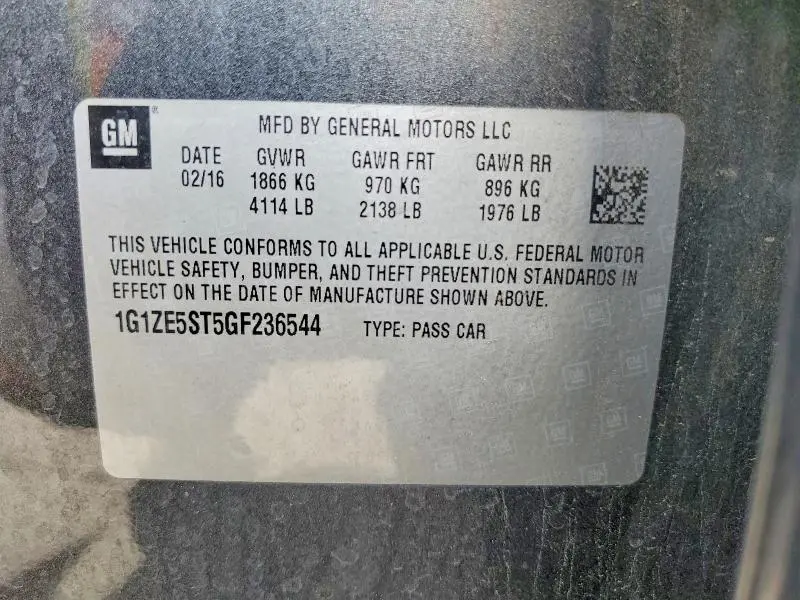 GM
®
MFD BY GENERAL MOTORS LLC
DATE GVWR GAWR FRT GAWR RR
02/16 1866 KG 970 KG 896 KG
4114 LB 2138 LB 1976 LB
THIS VEHICLE CONFORMS TO ALL APPLICABLE U.S. FEDERAL MOTOR
VEHICLE SAFETY, BUMPER, AND THEFT PREVENTION STANDARDS IN
EFFECT ON THE DATE OF MANUFACTURE SHOWN ABOVE.
1G1ZE5ST5GF236544 TYPE: PASS CAR